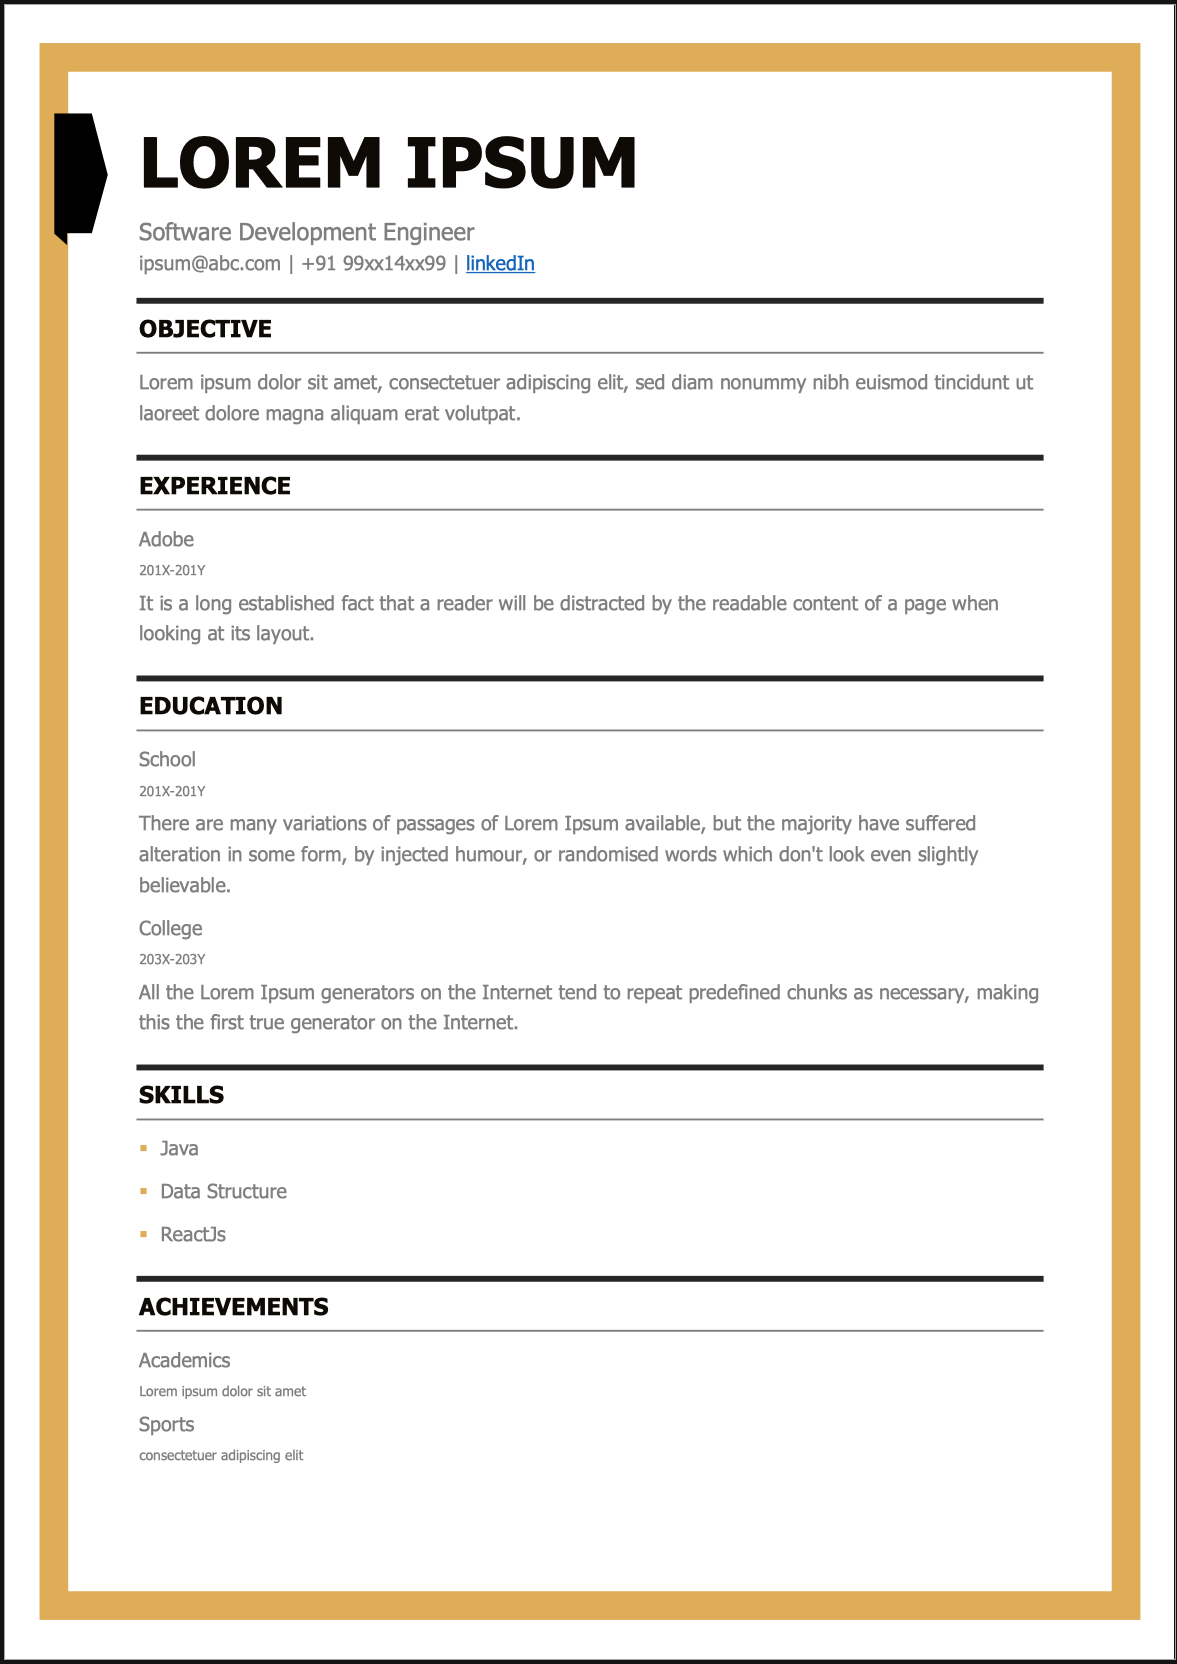 LOREM IPSUM
Software Development Engineer
ipsum@abc.com | +91 99xx14xx99 | linkedIn
OBJECTIVE
Lorem ipsum dolor sit amet, consectetuer adipiscing elit, sed diam nonummy nibh euismod tincidunt ut
laoreet dolore magna aliquam erat volutpat.
EXPERIENCE
Adobe
201X-201Y
It is a long established fact that a reader will be distracted by the readable content of a page when
looking at its layout.
EDUCATION
School
201X-201Y
There are many variations of passages of Lorem Ipsum available, but the majority have suffered
alteration in some form, by injected humour, or randomised words which don't look even slightly
believable.
College
203X-203Y
All the Lorem Ipsum generators on the Internet tend to repeat predefined chunks as necessary, making
this the first true generator on the Internet.
SKILLS
▪ Java
▪ Data Structure
▪ ReactJs
ACHIEVEMENTS
Academics
Lorem ipsum dolor sit amet
Sports
consectetuer adipiscing elit